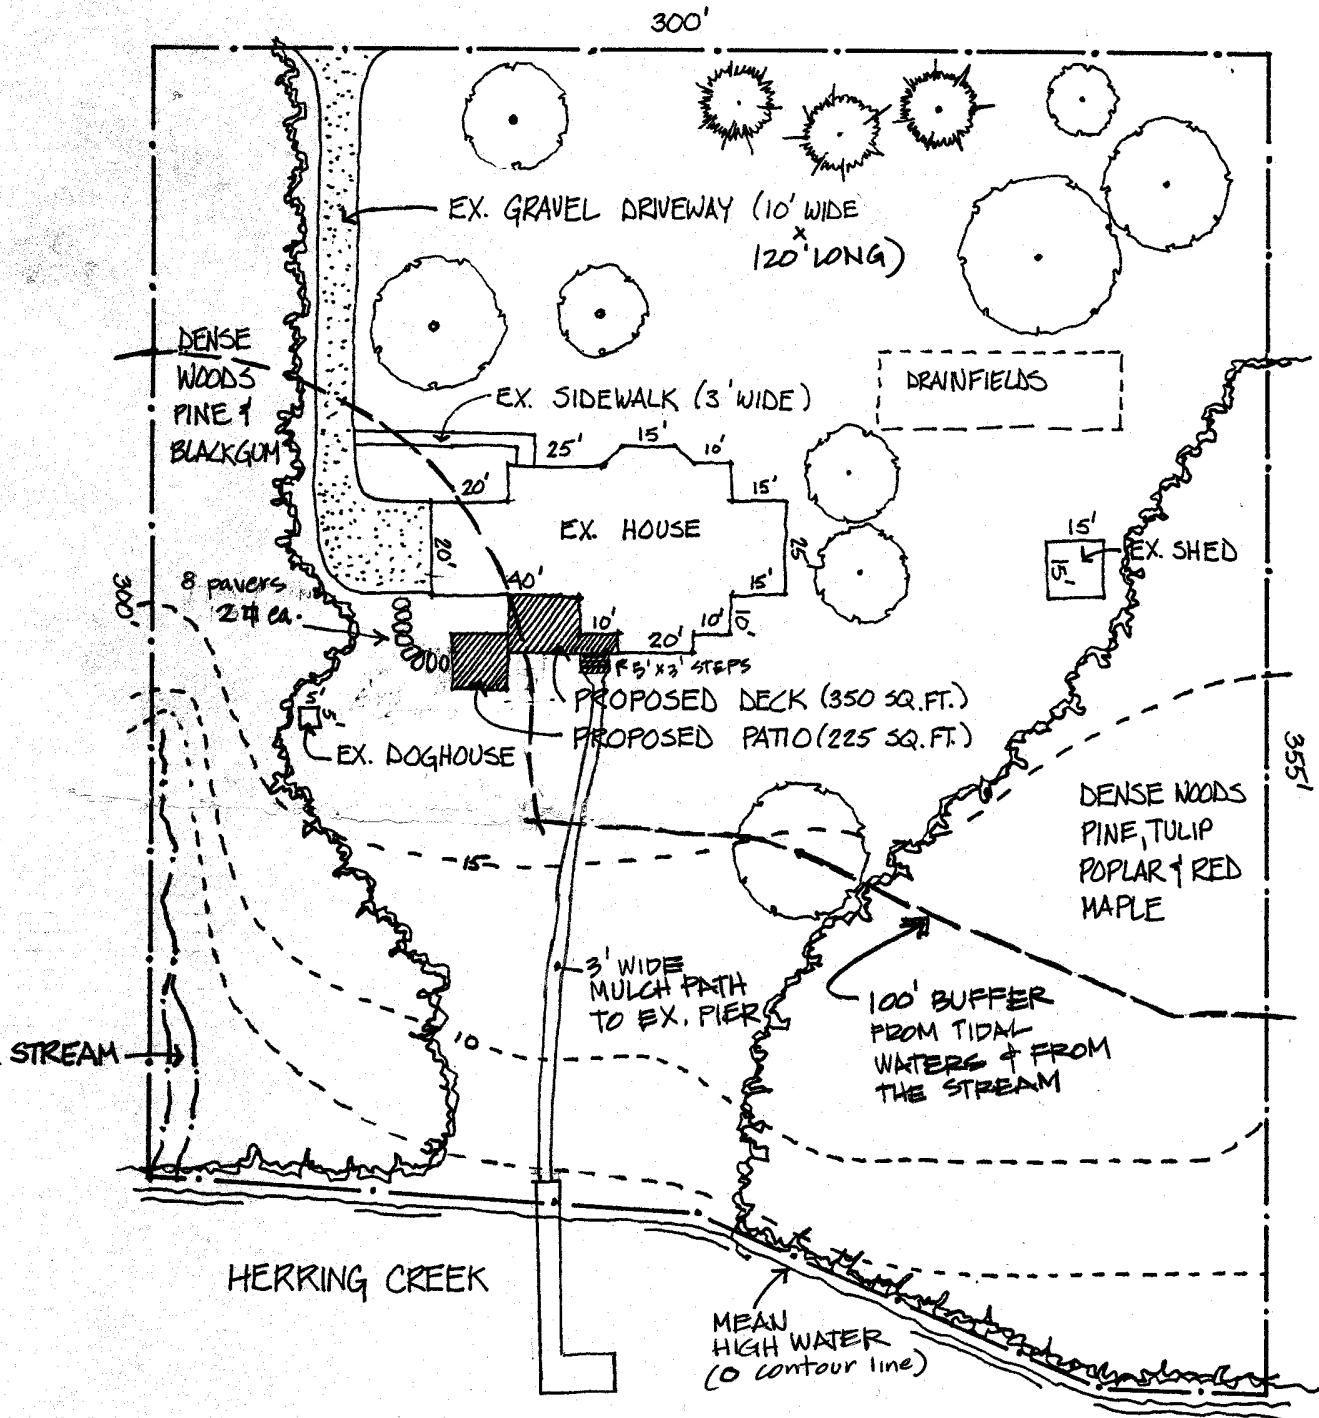 300'
EX. GRAVEL DRIVEWAY (10' WIDE
x
120' LONG)
DENSE
WOODS
PINE &
BLACKGUM
DRAINFIELDS
EX. SIDEWALK (3' WIDE)
25'
15'
10'
20'
15'
EX. HOUSE
20'
25'
15'
EX. SHED
15'
300'
8 pavers
2# ea.
40'
15'
10'
20'
10'
10'
5' x 3' STEPS
PROPOSED DECK (350 SQ.FT.)
PROPOSED PATIO (225 SQ.FT.)
5'
5'
EX. DOGHOUSE
355'
DENSE WOODS
PINE, TULIP
POPLAR & RED
MAPLE
15
3' WIDE
MULCH PATH
TO EX. PIER
100' BUFFER
FROM TIDAL
WATERS & FROM
THE STREAM
10
STREAM
HERRING CREEK
MEAN
HIGH WATER
(0 contour line)